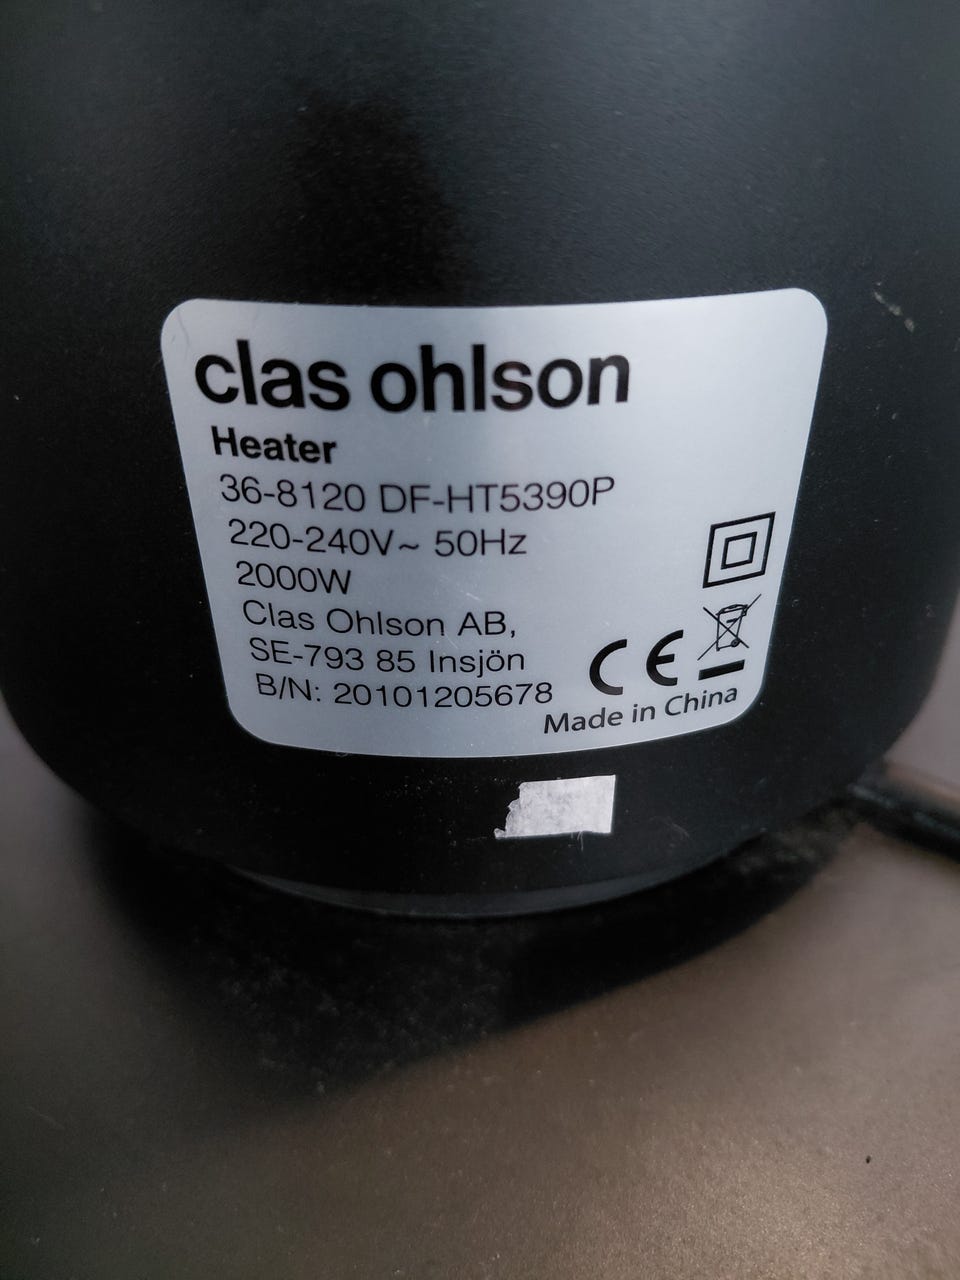 clas ohlson
Heater
36-8120 DF-HT5390P
220-240V~ 50Hz
2000W
Clas Ohlson AB,
SE-793 85 Insjön
B/N: 20101205678
CE
Made in China